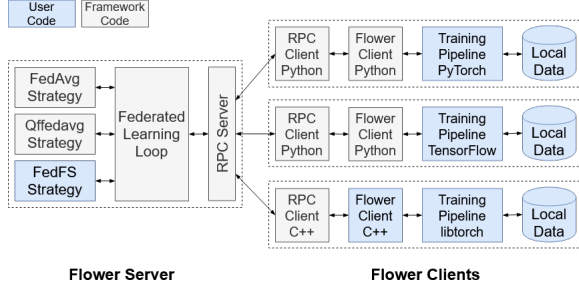 User
Code
Framework
Code
FedAvg
Strategy
Qffedavg
Strategy
FedFS
Strategy
Federated
Learning
Loop
RPC Server
RPC
Client
Python
Flower
Client
Python
Training
Pipeline
PyTorch
Local
Data
RPC
Client
Python
Flower
Client
Python
Training
Pipeline
TensorFlow
Local
Data
RPC
Client
C++
Flower
Client
C++
Training
Pipeline
libtorch
Local
Data
Flower Server
Flower Clients